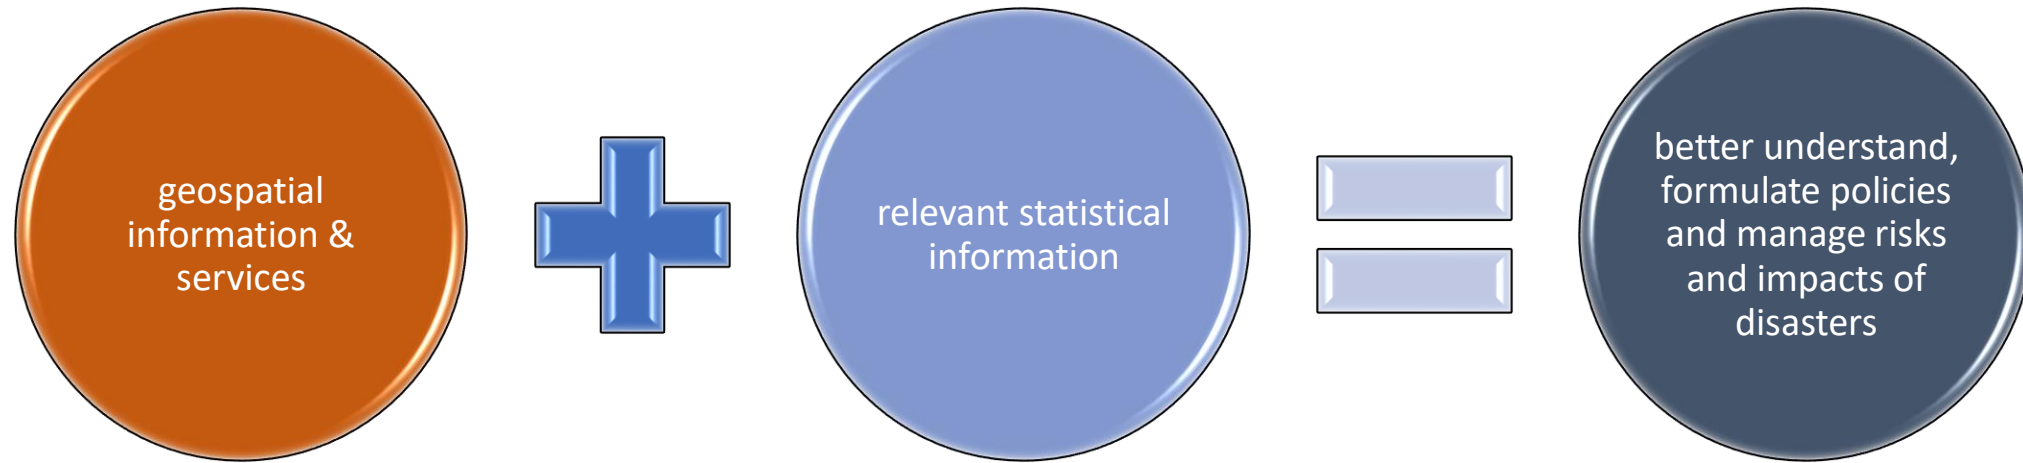 geospatial
information &
services
relevant statistical
information
better understand,
formulate policies
and manage risks
and impacts of
disasters